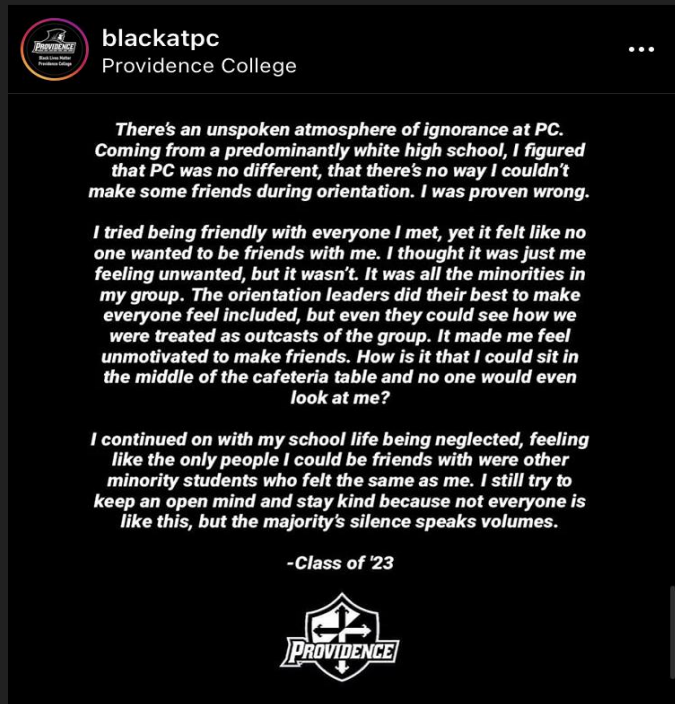 blackatpc
Providence College
PROVIDENCE
Black Lives Matter
Providence College
There's an unspoken atmosphere of ignorance at PC.
Coming from a predominantly white high school, I figured
that PC was no different, that there's no way I couldn't
make some friends during orientation. I was proven wrong.
I tried being friendly with everyone I met, yet it felt like no
one wanted to be friends with me. I thought it was just me
feeling unwanted, but it wasn't. It was all the minorities in
my group. The orientation leaders did their best to make
everyone feel included, but even they could see how we
were treated as outcasts of the group. It made me feel
unmotivated to make friends. How is it that I could sit in
the middle of the cafeteria table and no one would even
look at me?
I continued on with my school life being neglected, feeling
like the only people I could be friends with were other
minority students who felt the same as me. I still try to
keep an open mind and stay kind because not everyone is
like this, but the majority's silence speaks volumes.
-Class of '23
PROVIDENCE